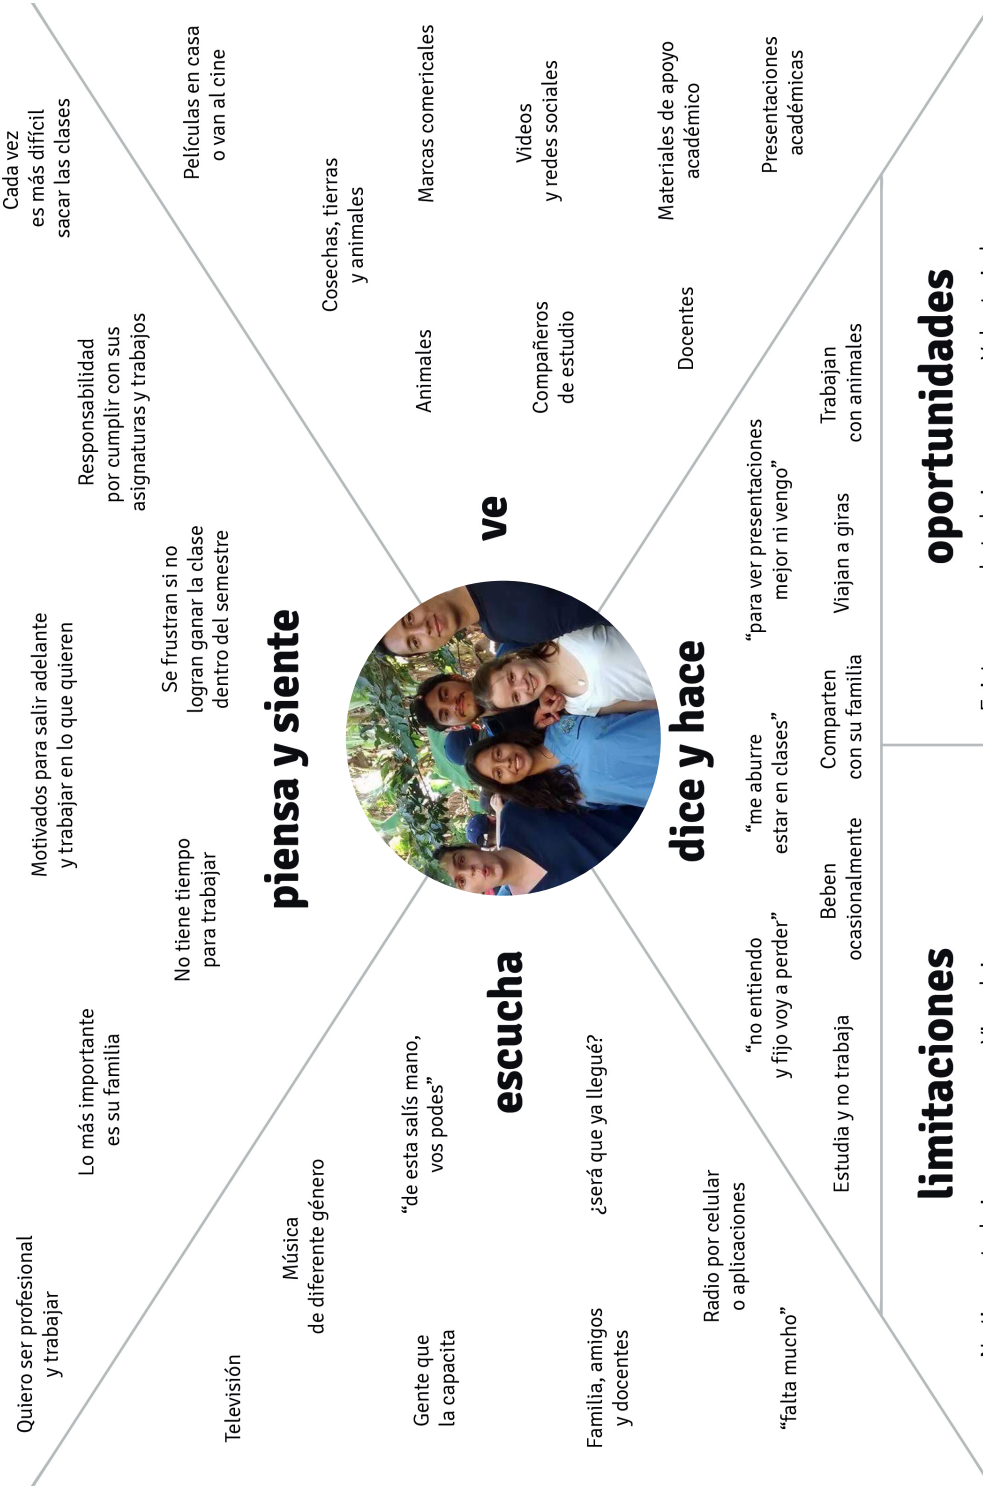 Quiero ser profesional
y trabajar
Lo más importante
es su familia
Motivados para salir adelante
y trabajar en lo que quieren
No tiene tiempo
para trabajar
Se frustran si no
logran ganar la clase
dentro del semestre
Responsabilidad
por cumplir con sus
asignaturas y trabajos
Cada vez
es más difícil
sacar las clases
piensa y siente
Televisión
Música
de diferente género
Gente que
la capacita
“de esta salís mano,
vos podes”
escucha
Familia, amigos
y docentes
¿será que ya llegué?
Radio por celular
o aplicaciones
“falta mucho”
Películas en casa
o van al cine
Cosechas, tierras
y animales
Marcas comericales
Animales
ve
Videos
y redes sociales
Compañeros
de estudio
Materiales de apoyo
académico
Docentes
Presentaciones
académicas
dice y hace
“no entiendo
y fijo voy a perder”
“me aburre
estar en clases”
“para ver presentaciones
mejor ni vengo”
Estudia y no trabaja
Beben
ocasionalmente
Comparten
con su familia
Viajan a giras
Trabajan
con animales
limitaciones
oportunidades